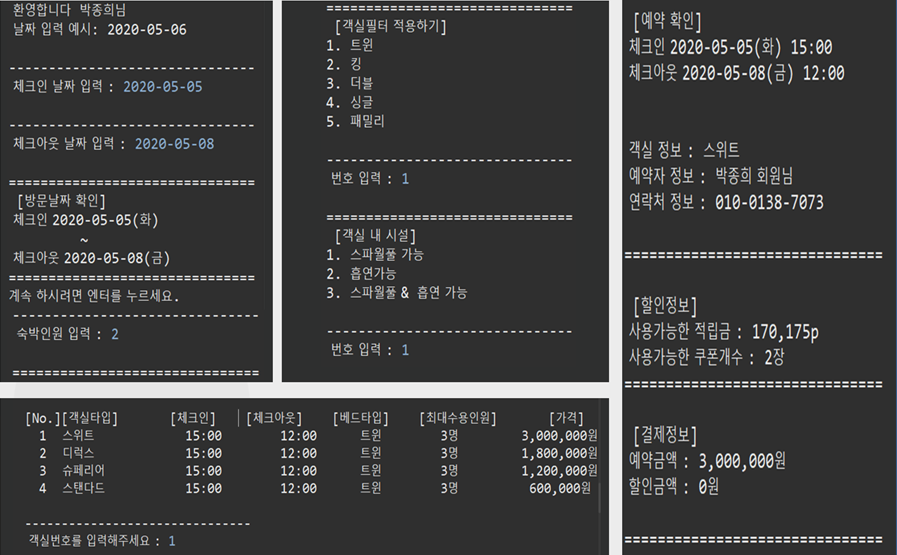 환영합니다 박종희님
날짜 입력 예시: 2020-05-06
-------------------------------
체크인 날짜 입력 : 2020-05-05
-------------------------------
체크아웃 날짜 입력 : 2020-05-08
===============================
[방문날짜 확인]
체크인 2020-05-05(화)
~
체크아웃 2020-05-08(금)
===============================
계속 하시려면 엔터를 누르세요.
-------------------------------
숙박인원 입력 : 2
===============================
===============================
[객실필터 적용하기]
1. 트윈
2. 킹
3. 더블
4. 싱글
5. 패밀리
-------------------------------
번호 입력 : 1
===============================
[객실 내 시설]
1. 스파월풀 가능
2. 흡연가능
3. 스파월풀 & 흡연 가능
-------------------------------
번호 입력 : 1
[No.][객실타입] [체크인] |[체크아웃] [베드타입] [최대수용인원] [가격]
1 스위트 15:00 12:00 트윈 3명 3,000,000원
2 디럭스 15:00 12:00 트윈 3명 1,800,000원
3 슈페리어 15:00 12:00 트윈 3명 1,200,000원
4 스탠다드 15:00 12:00 트윈 3명 600,000원
-----------------------------
객실번호를 입력해주세요 : 1
[예약 확인]
체크인 2020-05-05(화) 15:00
체크아웃 2020-05-08(금) 12:00
객실 정보 : 스위트
예약자 정보 : 박종희 회원님
연락처 정보 : 010-0138-7073
===============================
[할인정보]
사용가능한 적립금 : 170,175p
사용가능한 쿠폰개수 : 2장
===============================
[결제정보]
예약금액 : 3,000,000원
할인금액 : 0원
===============================